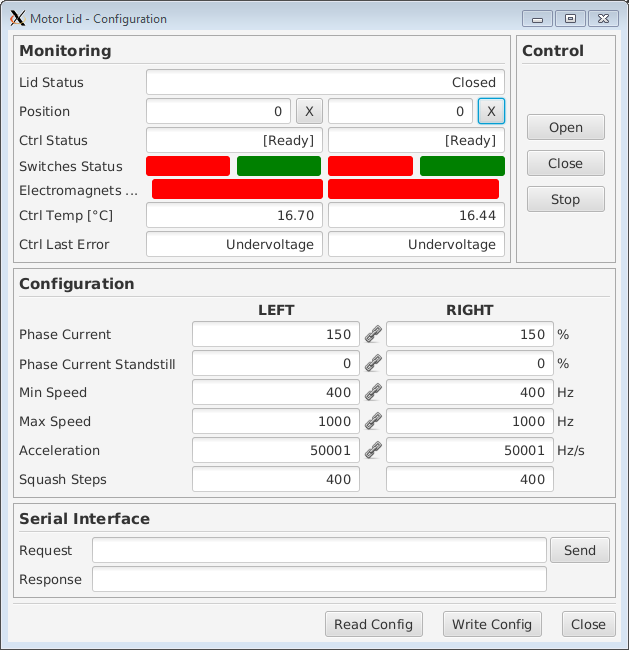 Motor Lid - Configuration
Monitoring
Lid Status Closed
Position 0 X 0 X
Ctrl Status [Ready] [Ready]
Switches Status
Electromagnets ...
Ctrl Temp [°C] 16.70 16.44
Ctrl Last Error Undervoltage Undervoltage
Control
Open
Close
Stop
Configuration
LEFT RIGHT
Phase Current 150 150 %
Phase Current Standstill 0 0 %
Min Speed 400 400 Hz
Max Speed 1000 1000 Hz
Acceleration 50001 50001 Hz/s
Squash Steps 400 400
Serial Interface
Request Send
Response
Read Config Write Config Close